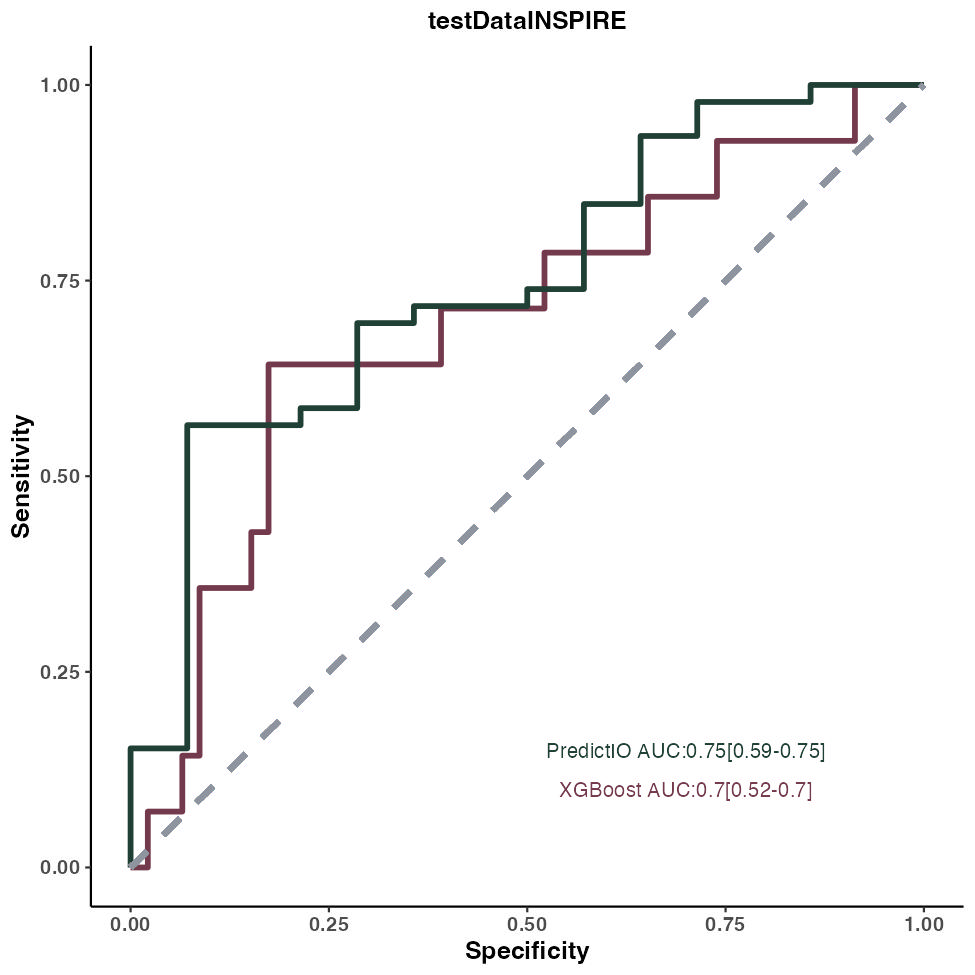 testDataINSPIRE
Sensitivity
1.00
0.75
0.50
0.25
0.00
PredictIO AUC:0.75[0.59-0.75]
XGBoost AUC:0.7[0.52-0.7]
0.00 0.25 0.50 0.75 1.00
Specificity